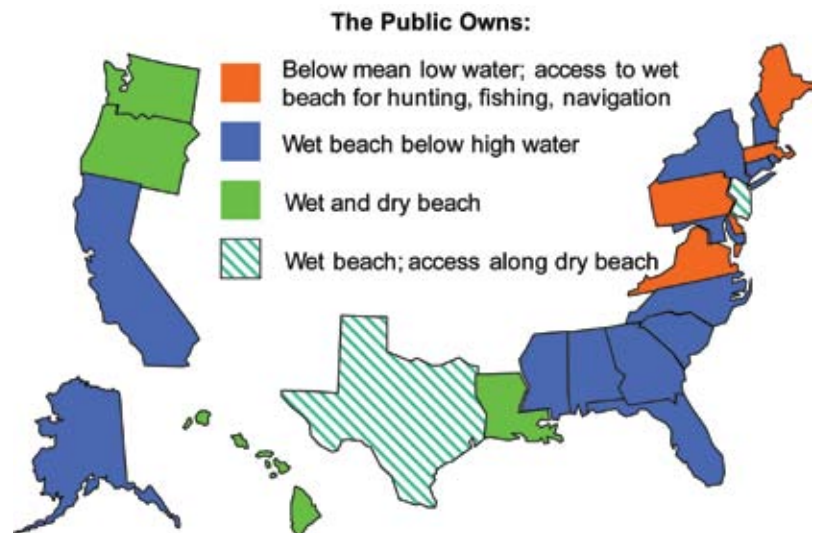 The Public Owns:
Below mean low water; access to wet
beach for hunting, fishing, navigation
Wet beach below high water
Wet and dry beach
Wet beach; access along dry beach